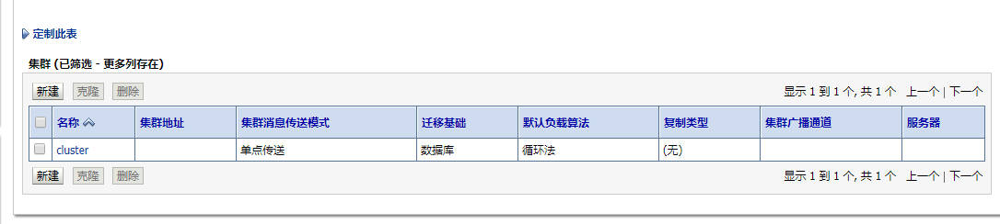 定制此表
集群 (已筛选 - 更多列存在)
新建 克隆 删除 显示 1 到 1 个, 共 1 个 上一个 | 下一个
名称 集群地址 集群消息传送模式 迁移基础 默认负载算法 复制类型 集群广播通道 服务器
cluster 单点传送 数据库 循环法 (无)
新建 克隆 删除 显示 1 到 1 个, 共 1 个 上一个 | 下一个